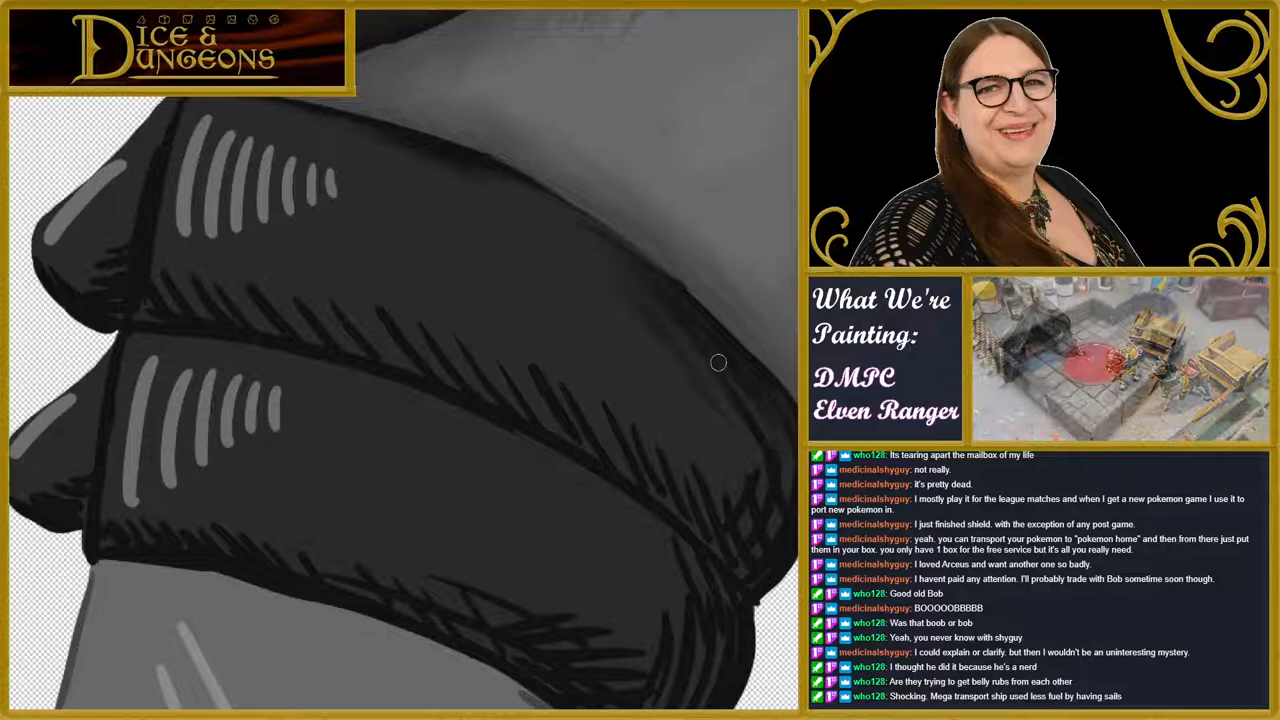 DICE &
DUNGEONS
What We're
Painting:
DMPC
Elven Ranger
who128: Its tearing apart the mailbox of my life
medicinalshyguy: not really.
medicinalshyguy: it's pretty dead.
medicinalshyguy: I mostly play it for the league matches and when I get a new pokemon game I use it to
port new pokemon in.
medicinalshyguy: I just finished shield. with the exception of any post game.
medicinalshyguy: yeah. you can transport your pokemon to "pokemon home" and then from there just put
them in your box. you only have 1 box for the free service but it's all you really need.
medicinalshyguy: I loved Arceus and want another one so badly.
medicinalshyguy: I havent paid any attention. I'll probably trade with Bob sometime soon though.
who128: Good old Bob
medicinalshyguy: BOOOOOBBBBB
who128: Was that boob or bob
who128: Yeah, you never know with shyguy
medicinalshyguy: I could explain or clarify. but then I wouldn't be an uninteresting mystery.
who128: I thought he did it because he's a nerd
who128: Are they trying to get belly rubs from each other
who128: Shocking. Mega transport ship used less fuel by having sails